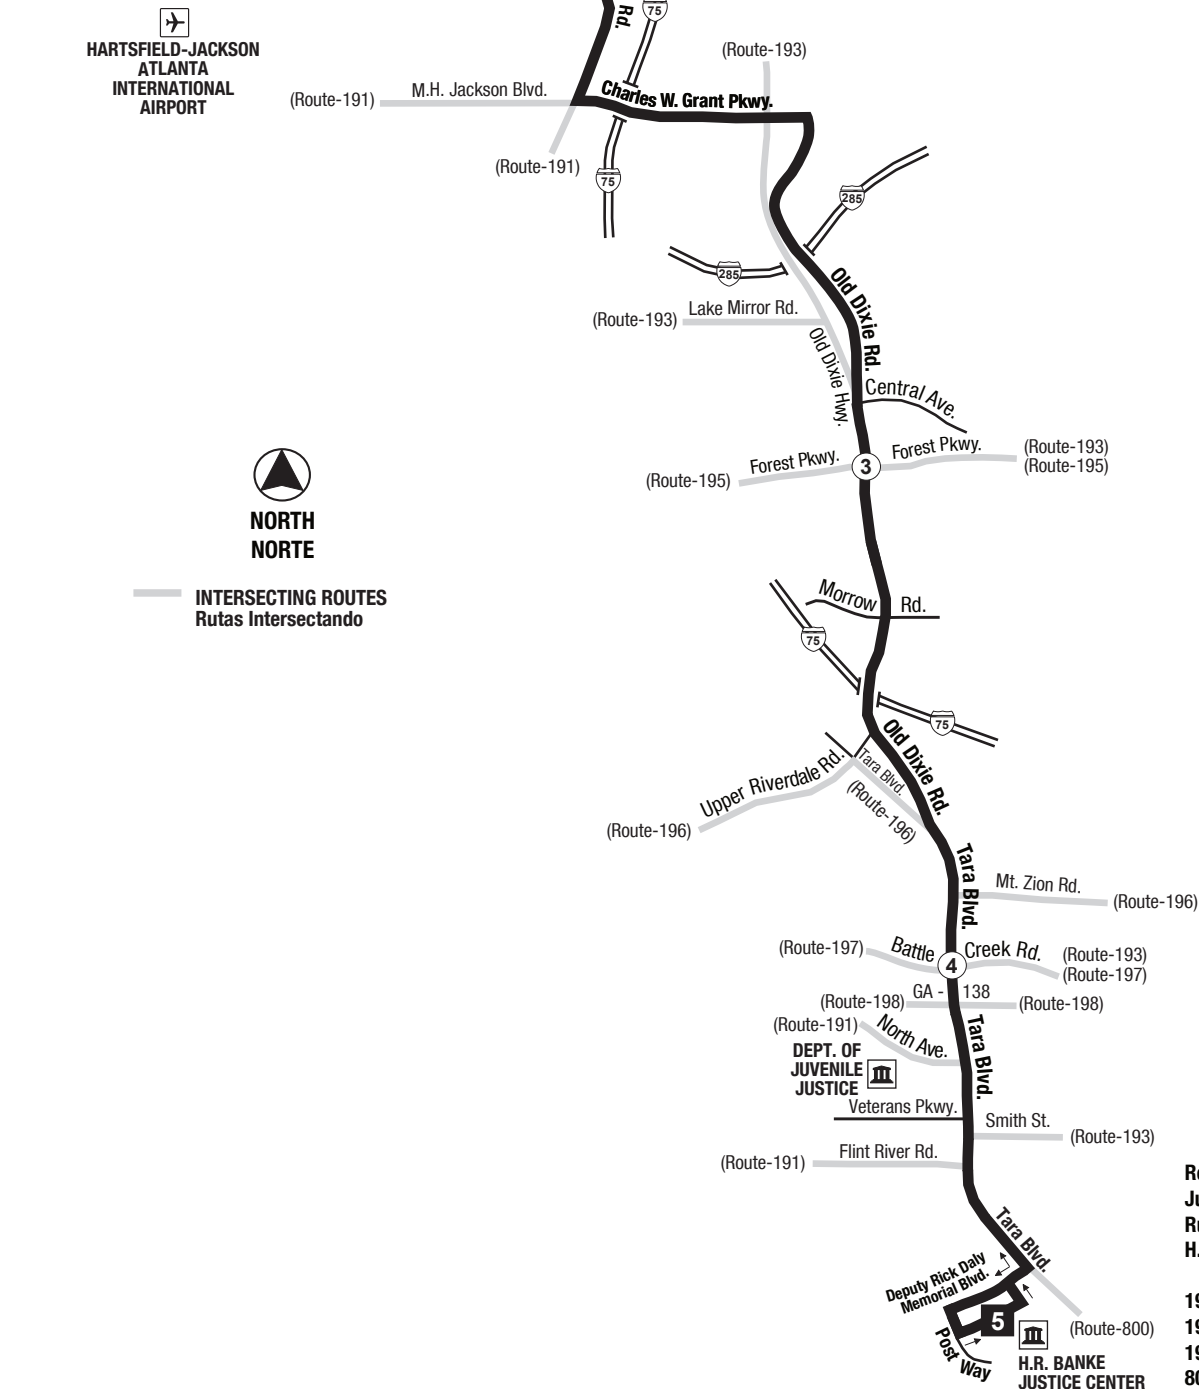 Rd.
75
HARTSFIELD-JACKSON
ATLANTA
INTERNATIONAL
AIRPORT
(Route-193)
(Route-191)
M.H. Jackson Blvd.
Charles W. Grant Pkwy.
(Route-191)
75
285
285
Old Dixie Rd.
(Route-193)
Lake Mirror Rd.
Old Dixie Hwy.
Central Ave.
Forest Pkwy.
3
Forest Pkwy.
(Route-193)
(Route-195)
(Route-195)
NORTH
NORTE
INTERSECTING ROUTES
Rutas Intersectando
Morrow Rd.
75
75
Old Dixie Rd.
Upper Riverdale Rd.
Tara Blvd.
(Route-196)
(Route-196)
Tara Blvd.
Mt. Zion Rd.
(Route-196)
(Route-197)
Battle Creek Rd.
4
(Route-193)
(Route-197)
GA - 138
(Route-198)
(Route-198)
(Route-191)
North Ave.
Tara Blvd.
DEPT. OF
JUVENILE
JUSTICE
Veterans Pkwy.
Smith St.
(Route-193)
Flint River Rd.
(Route-191)
Tara Blvd.
Deputy Rick Daly
Memorial Blvd.
5
(Route-800)
Post Way
H.R. BANKE
JUSTICE CENTER
H.
19
19
19
80